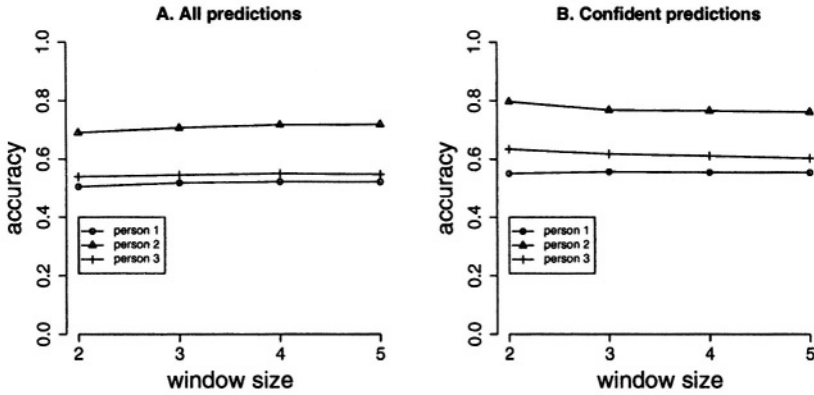 A. All predictions
1.0
0.8
0.6
0.4
0.2
0.0
accuracy
person 1
person 2
person 3
2 3 4 5
window size
B. Confident predictions
1.0
0.8
0.6
0.4
0.2
0.0
accuracy
person 1
person 2
person 3
2 3 4 5
window size